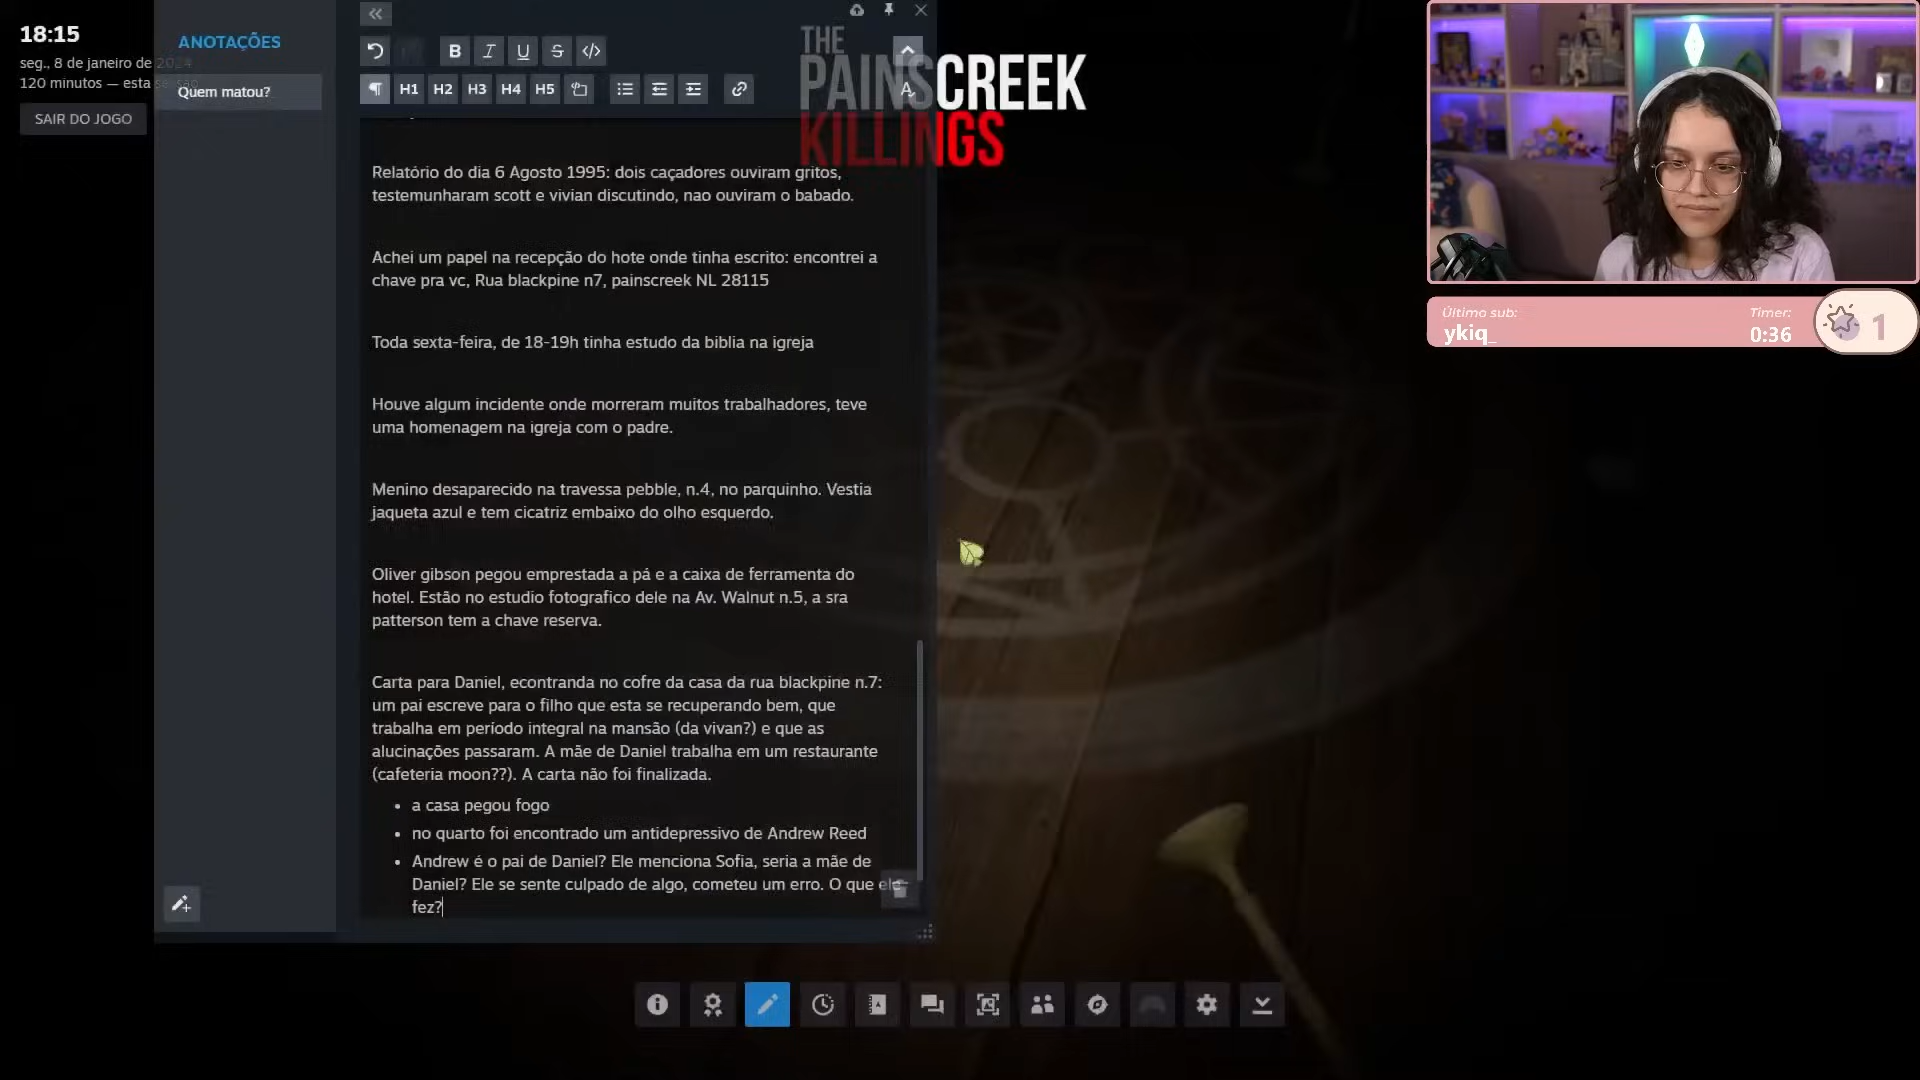 18:15
seg., 8 de janeiro de 2024
120 minutos — esta
SAIR DO JOGO
ANOTAÇÕES
Quem matou?
B I U S </>
H1 H2 H3 H4 H5
THE
PAINSCREEK
KILLINGS
Relatório do dia 6 Agosto 1995: dois caçadores ouviram gritos,
testemunharam scott e vivian discutindo, nao ouviram o babado.
Achei um papel na recepção do hote onde tinha escrito: encontrei a
chave pra vc, Rua blackpine n7, painscreek NL 28115
Toda sexta-feira, de 18-19h tinha estudo da biblia na igreja
Houve algum incidente onde morreram muitos trabalhadores, teve
uma homenagem na igreja com o padre.
Menino desaparecido na travessa pebble, n.4, no parquinho. Vestia
jaqueta azul e tem cicatriz embaixo do olho esquerdo.
Oliver gibson pegou emprestada a pá e a caixa de ferramenta do
hotel. Estão no estudio fotografico dele na Av. Walnut n.5, a sra
patterson tem a chave reserva.
Carta para Daniel, econtranda no cofre da casa da rua blackpine n.7:
um pai escreve para o filho que esta se recuperando bem, que
trabalha em período integral na mansão (da vivan?) e que as
alucinações passaram. A mãe de Daniel trabalha em um restaurante
(cafeteria moon??). A carta não foi finalizada.
• a casa pegou fogo
• no quarto foi encontrado um antidepressivo de Andrew Reed
• Andrew é o pai de Daniel? Ele menciona Sofia, seria a mãe de
Daniel? Ele se sente culpado de algo, cometeu um erro. O que ele
fez?
Último sub:
ykiq_
Timer:
0:36
1